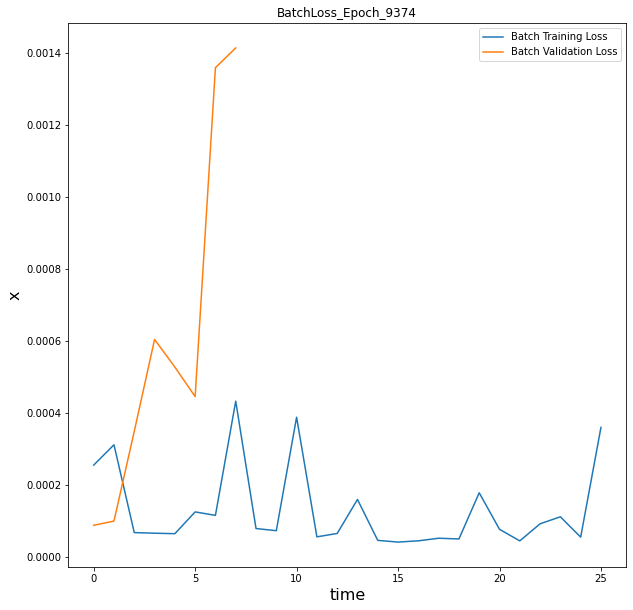 BatchLoss_Epoch_9374
Batch Training Loss
Batch Validation Loss
0.0014
0.0012
0.0010
0.0008
x
0.0006
0.0004
0.0002
0.0000
0 5 10 15 20 25
time